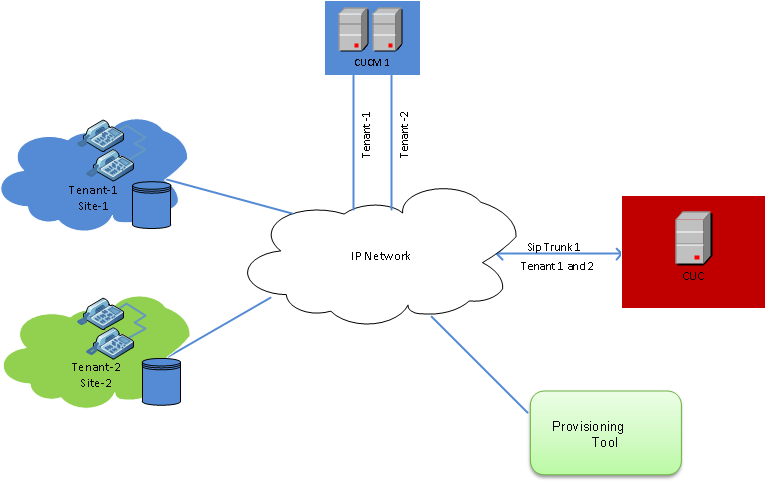 CUCM 1
Tenant-1
Tenant-2
Tenant-1
Site-1
IP Network
Sip Trunk 1
Tenant 1 and 2
CUC
Tenant-2
Site-2
Provisioning
Tool